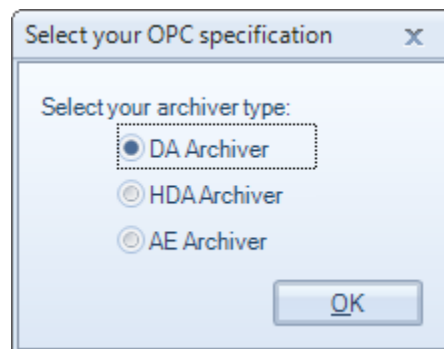 Select your OPC specification
Select your archiver type:
DA Archiver
HDA Archiver
AE Archiver
OK